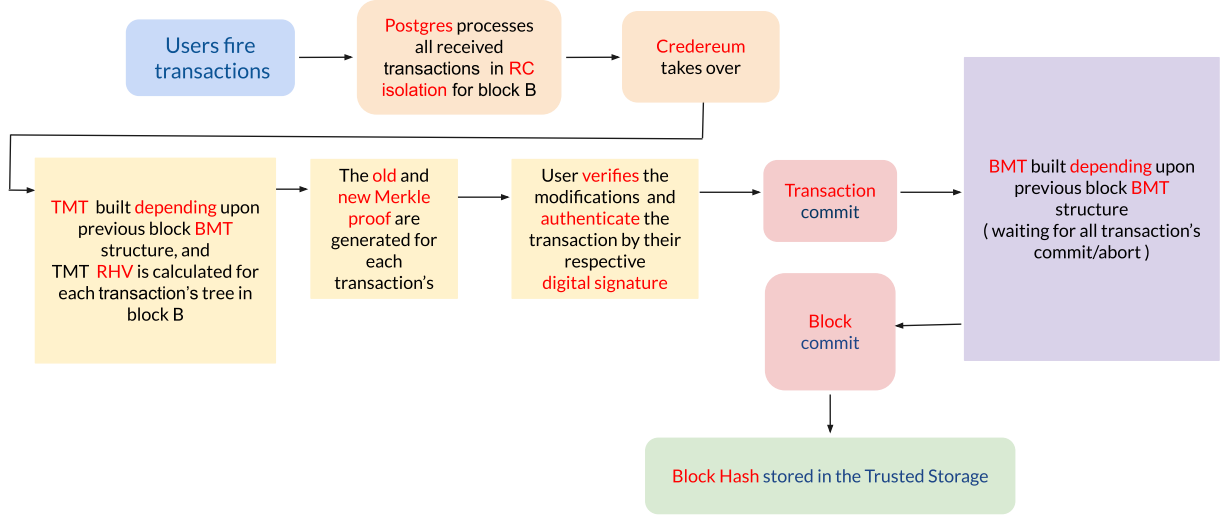 Users fire
transactions
Postgres processes
all received
transactions in RC
isolation for block B
Credereum
takes over
TMT built depending upon
previous block BMT
structure, and
TMT RHV is calculated for
each transaction's tree in
block B
The old and
new Merkle
proof are
generated for
each
transaction's
User verifies the
modifications and
authenticate the
transaction by their
respective
digital signature
Transaction
commit
BMT built depending upon
previous block BMT
structure
( waiting for all transaction's
commit/abort )
Block
commit
Block Hash stored in the Trusted Storage